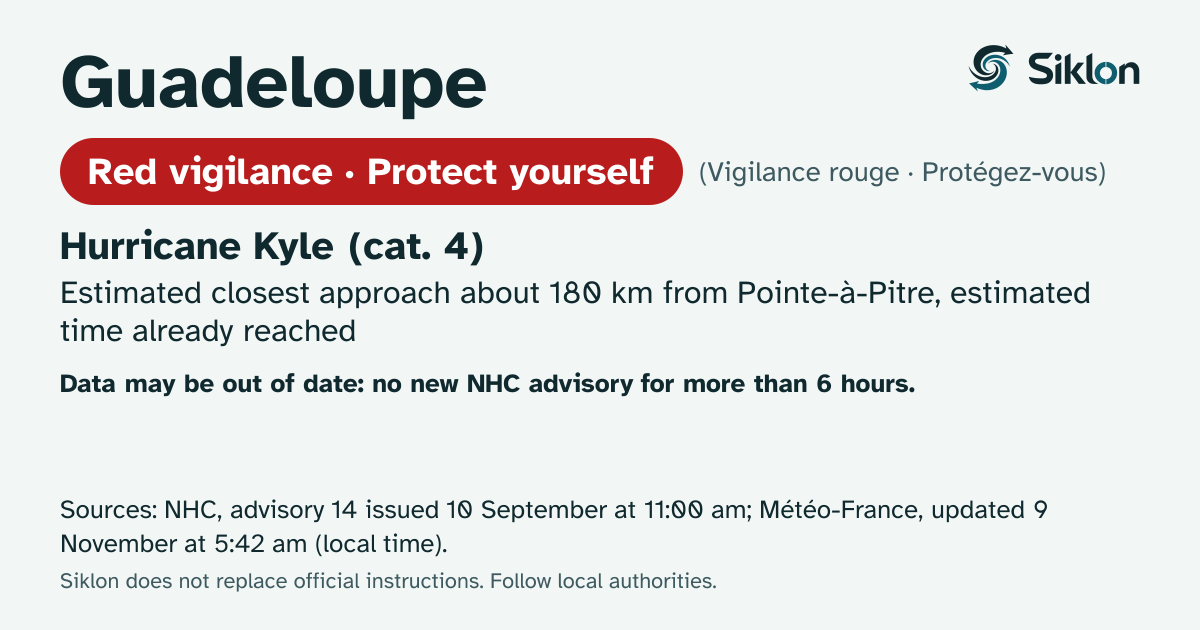 Guadeloupe
Siklon
Red vigilance · Protect yourself
(Vigilance rouge · Protégez-vous)
Hurricane Kyle (cat. 4)
Estimated closest approach about 180 km from Pointe-à-Pitre, estimated
time already reached
Data may be out of date: no new NHC advisory for more than 6 hours.
Sources: NHC, advisory 14 issued 10 September at 11:00 am; Météo-France, updated 9
November at 5:42 am (local time).
Siklon does not replace official instructions. Follow local authorities.